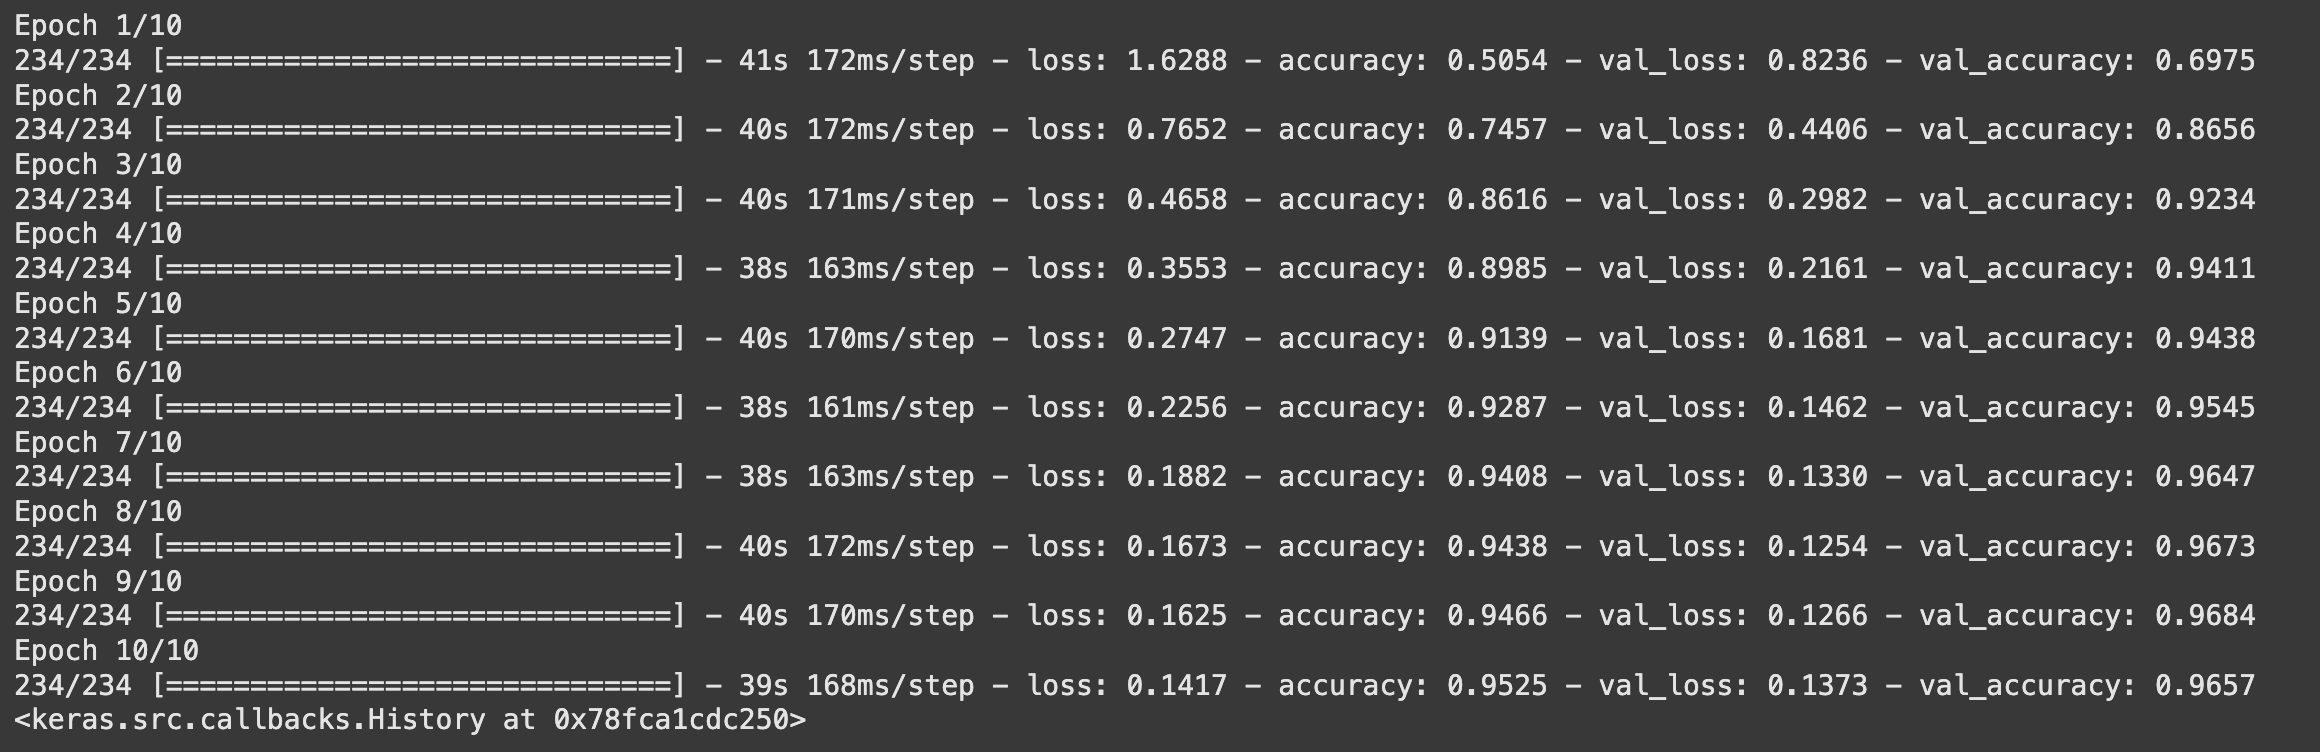 Epoch 1/10
234/234 [==============================] - 41s 172ms/step - loss: 1.6288 - accuracy: 0.5054 - val_loss: 0.8236 - val_accuracy: 0.6975
Epoch 2/10
234/234 [==============================] - 40s 172ms/step - loss: 0.7652 - accuracy: 0.7457 - val_loss: 0.4406 - val_accuracy: 0.8656
Epoch 3/10
234/234 [==============================] - 40s 171ms/step - loss: 0.4658 - accuracy: 0.8616 - val_loss: 0.2982 - val_accuracy: 0.9234
Epoch 4/10
234/234 [==============================] - 38s 163ms/step - loss: 0.3553 - accuracy: 0.8985 - val_loss: 0.2161 - val_accuracy: 0.9411
Epoch 5/10
234/234 [==============================] - 40s 170ms/step - loss: 0.2747 - accuracy: 0.9139 - val_loss: 0.1681 - val_accuracy: 0.9438
Epoch 6/10
234/234 [==============================] - 38s 161ms/step - loss: 0.2256 - accuracy: 0.9287 - val_loss: 0.1462 - val_accuracy: 0.9545
Epoch 7/10
234/234 [==============================] - 38s 163ms/step - loss: 0.1882 - accuracy: 0.9408 - val_loss: 0.1330 - val_accuracy: 0.9647
Epoch 8/10
234/234 [==============================] - 40s 172ms/step - loss: 0.1673 - accuracy: 0.9438 - val_loss: 0.1254 - val_accuracy: 0.9673
Epoch 9/10
234/234 [==============================] - 40s 170ms/step - loss: 0.1625 - accuracy: 0.9466 - val_loss: 0.1266 - val_accuracy: 0.9684
Epoch 10/10
234/234 [==============================] - 39s 168ms/step - loss: 0.1417 - accuracy: 0.9525 - val_loss: 0.1373 - val_accuracy: 0.9657
<keras.src.callbacks.History at 0x78fca1cdc250>